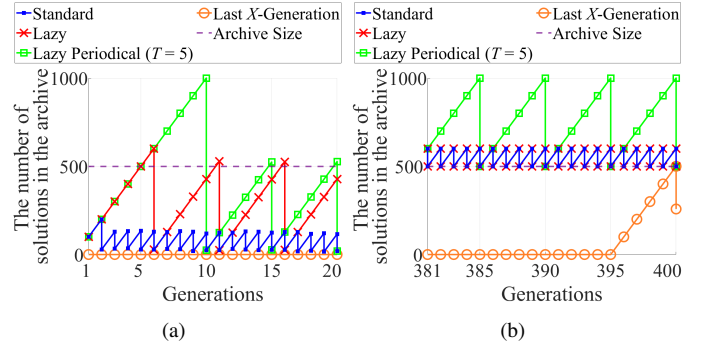 Standard
Last X-Generation
Lazy
Archive Size
Lazy Periodical (T = 5)
The number of
solutions in the archive
1000
500
0
1
5
10
15
20
Generations
(a)
Standard
Last X-Generation
Lazy
Archive Size
Lazy Periodical (T = 5)
The number of
solutions in the archive
1000
500
0
381
385
390
395
400
Generations
(b)